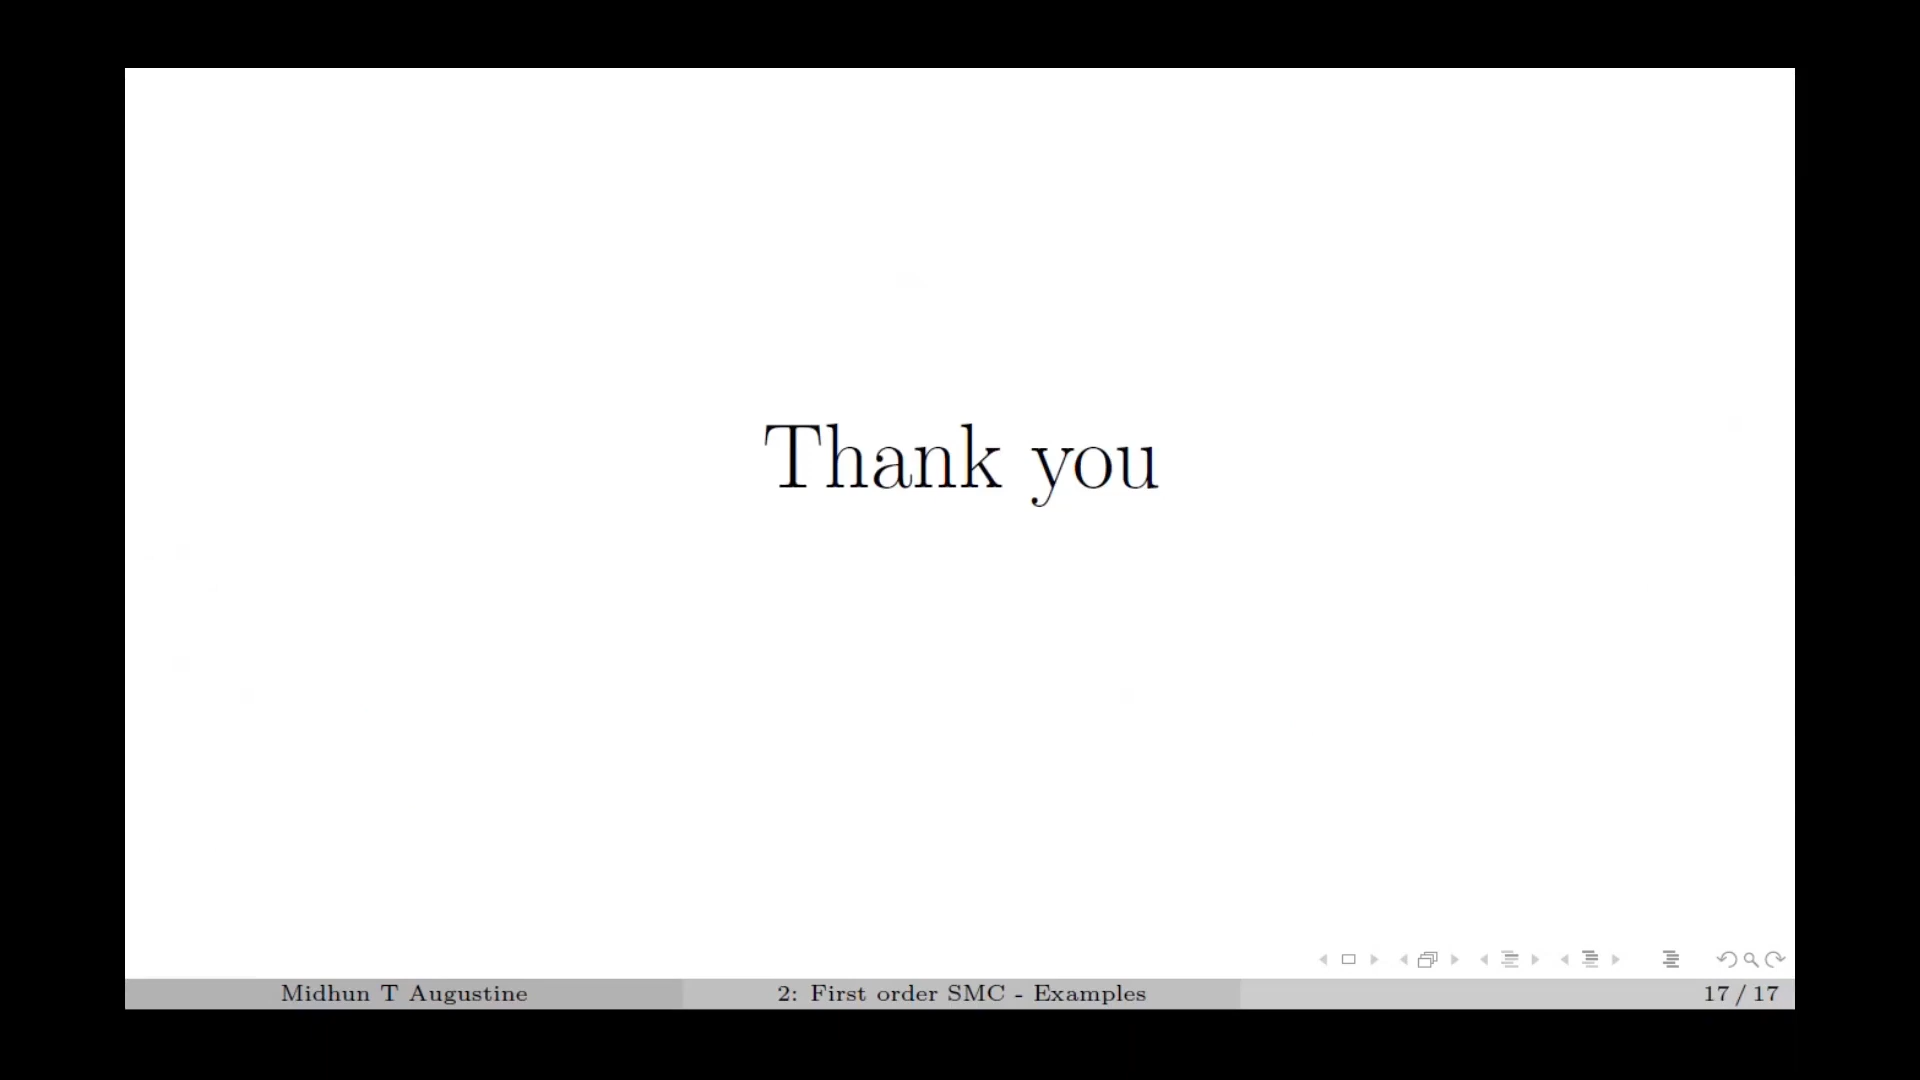 Thank you
Midhun T Augustine
2: First order SMC - Examples
17 / 17